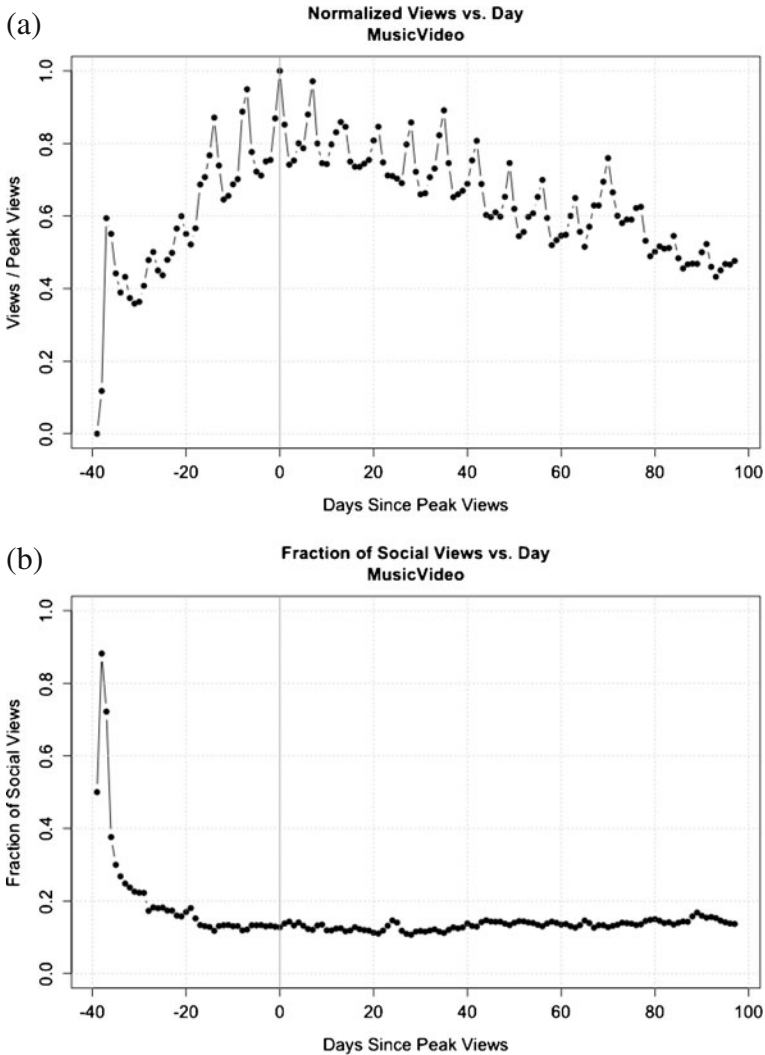 (a)
Normalized Views vs. Day
MusicVideo
Views / Peak Views
1.0
0.8
0.6
0.4
0.2
0.0
-40 -20 0 20 40 60 80 100
Days Since Peak Views
(b)
Fraction of Social Views vs. Day
MusicVideo
Fraction of Social Views
1.0
0.8
0.6
0.4
0.2
0.0
-40 -20 0 20 40 60 80 100
Days Since Peak Views